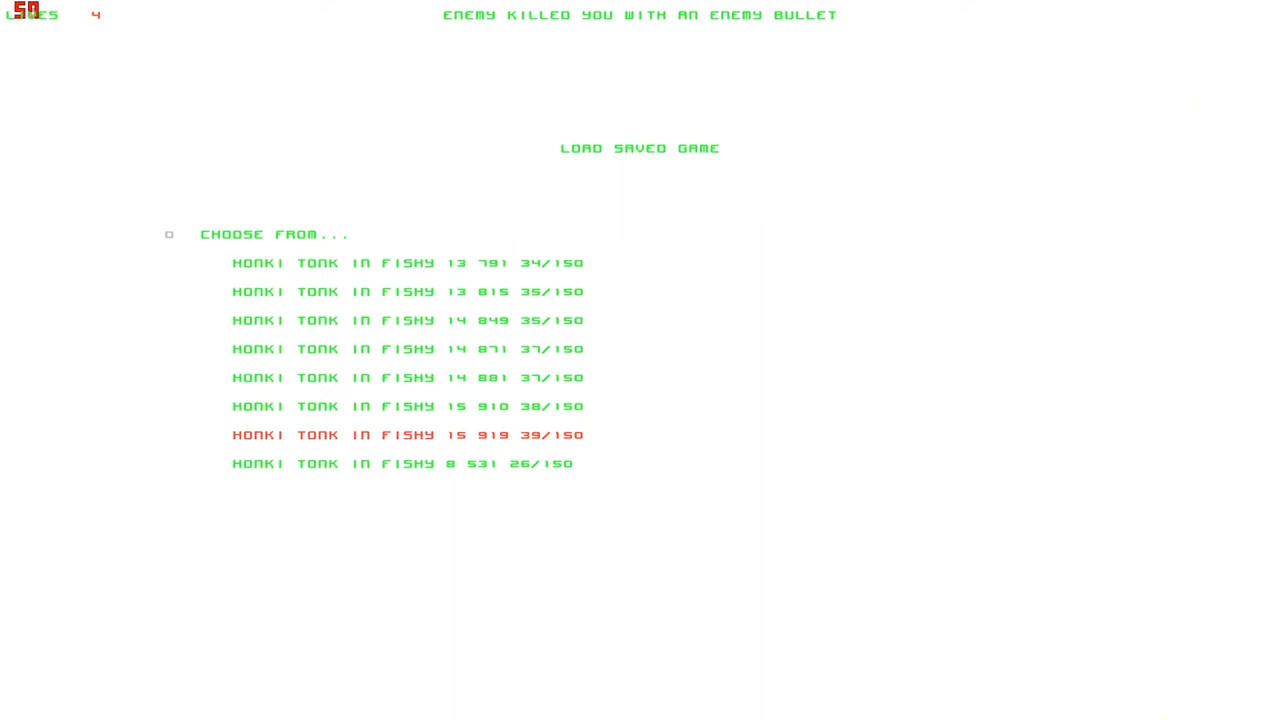 50
LIVES 4
ENEMY KILLED YOU WITH AN ENEMY BULLET
LOAD SAVED GAME
CHOOSE FROM...
HONKI TONK IN FISHY 13 791 34/150
HONKI TONK IN FISHY 13 815 35/150
HONKI TONK IN FISHY 14 849 35/150
HONKI TONK IN FISHY 14 871 37/150
HONKI TONK IN FISHY 14 881 37/150
HONKI TONK IN FISHY 15 910 38/150
HONKI TONK IN FISHY 15 919 39/150
HONKI TONK IN FISHY 8 531 26/150